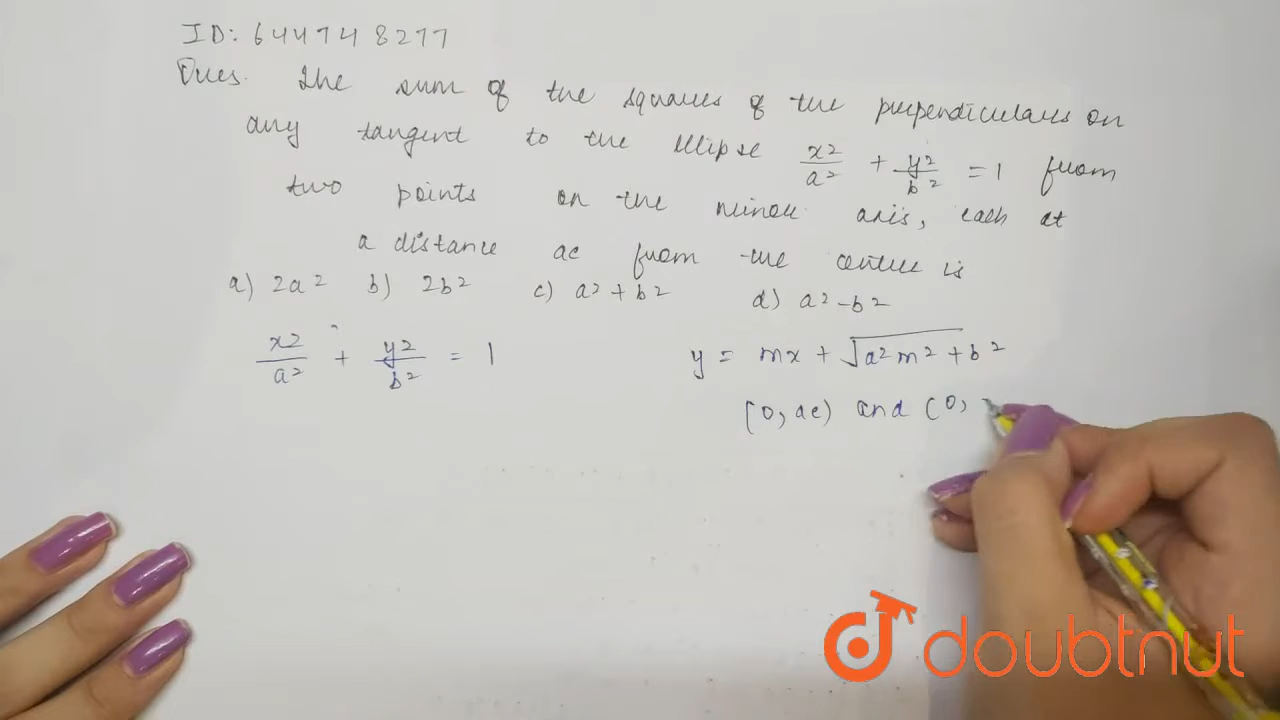 ID: 644748277
Ques. The sum of the squares of the perpendiculars on
any tangent to the ellipse x2/a2 + y2/b2 = 1 from
two points on the minor axis, each at
a distance ae from the centre is
a) 2a2 b) 2b2 c) a2 + b2 d) a2 - b2
x2/a2 + y2/b2 = 1 y = mx + √a2m2 + b2
(0, ae) and (0,
doubtnut